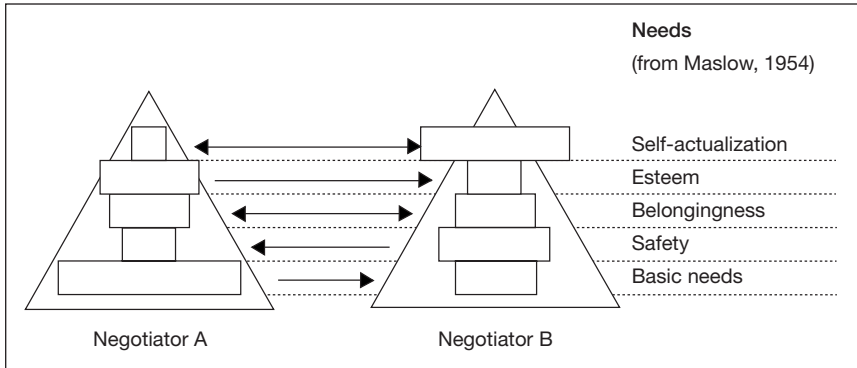 Needs
(from Maslow, 1954)
Self-actualization
Esteem
Belongingness
Safety
Basic needs
Negotiator A
Negotiator B